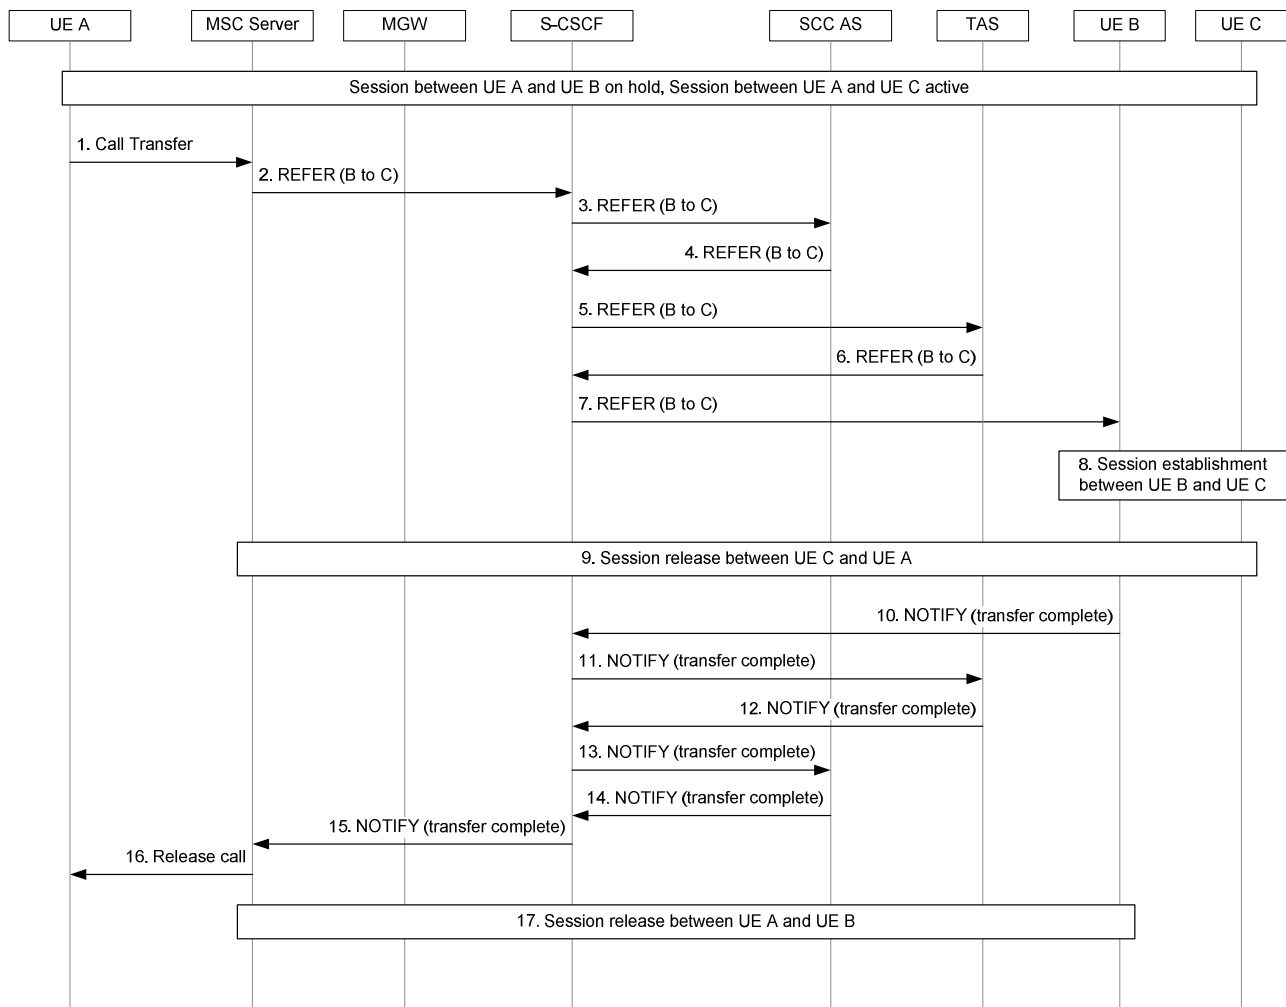 UE A
MSC Server
MGW
S-CSCF
SCC AS
TAS
UE B
UE C
Session between UE A and UE B on hold, Session between UE A and UE C active
1. Call Transfer
2. REFER (B to C)
3. REFER (B to C)
4. REFER (B to C)
5. REFER (B to C)
6. REFER (B to C)
7. REFER (B to C)
8. Session establishment
between UE B and UE C
9. Session release between UE C and UE A
10. NOTIFY (transfer complete)
11. NOTIFY (transfer complete)
12. NOTIFY (transfer complete)
13. NOTIFY (transfer complete)
14. NOTIFY (transfer complete)
15. NOTIFY (transfer complete)
16. Release call
17. Session release between UE A and UE B